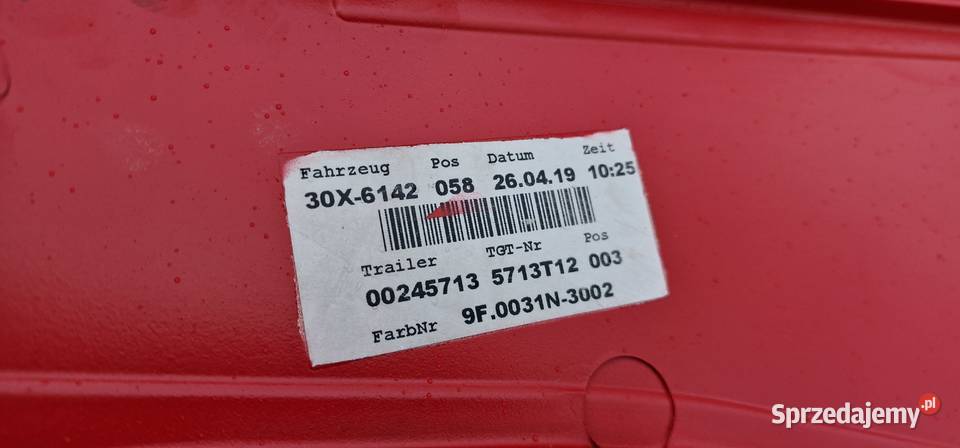 Fahrzeug Pos Datum Zeit
30X-6142 058 26.04.19 10:25
Trailer TGT-Nr Pos
00245713 5713T12 003
FarbNr 9F.0031N-3002
Sprzedajemy.pl